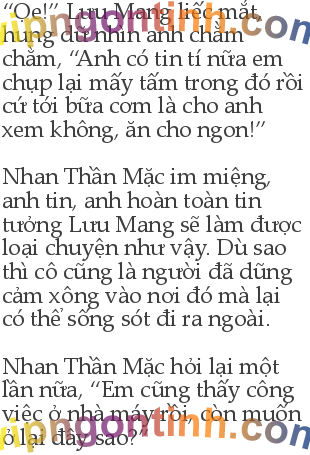 “Ọe!” Lưu Mang liếc mắt,
hung dữ nhìn anh chằm
chằm, “Anh có tin tí nữa em
chụp lại mấy tấm trong đó rồi
cứ tới bữa cơm là cho anh
xem không, ăn cho ngon!”

Nhan Thần Mặc im miệng,
anh tin, anh hoàn toàn tin
tưởng Lưu Mang sẽ làm được
loại chuyện như vậy. Dù sao
thì cô cũng là người đã dũng
cảm xông vào nơi đó mà lại
có thể sống sót đi ra ngoài.

Nhan Thần Mặc hỏi lại một
lần nữa, “Em cũng thấy công
việc ở nhà máy rồi, còn muốn
ở lại đây sao?”
vipngontinh.com
vipngontinh.com